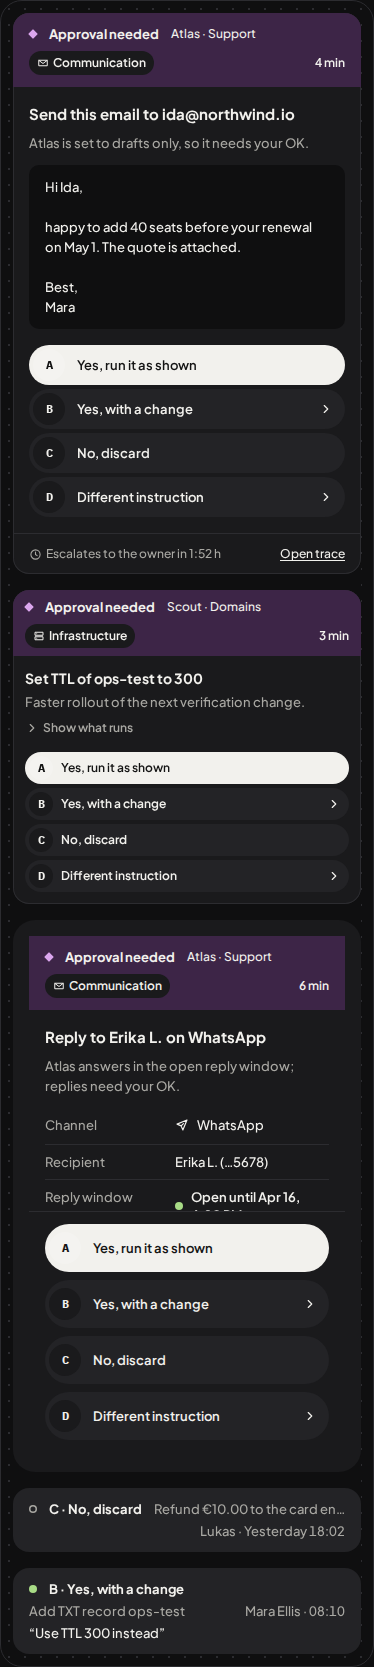 Approval needed Atlas · Support
Communication 4 min
Send this email to ida@northwind.io
Atlas is set to drafts only, so it needs your OK.
Hi Ida,
happy to add 40 seats before your renewal
on May 1. The quote is attached.
Best,
Mara
A Yes, run it as shown
B Yes, with a change
C No, discard
D Different instruction
Escalates to the owner in 1:52 h Open trace
Approval needed Scout · Domains
Infrastructure 3 min
Set TTL of ops-test to 300
Faster rollout of the next verification change.
Show what runs
A Yes, run it as shown
B Yes, with a change
C No, discard
D Different instruction
Approval needed Atlas · Support
Communication 6 min
Reply to Erika L. on WhatsApp
Atlas answers in the open reply window;
replies need your OK.
Channel WhatsApp
Recipient Erika L. (…5678)
Reply window Open until Apr 16,
A Yes, run it as shown
B Yes, with a change
C No, discard
D Different instruction
C · No, discard Refund €10.00 to the card en…
Lukas · Yesterday 18:02
B · Yes, with a change
Add TXT record ops-test Mara Ellis · 08:10
“Use TTL 300 instead”